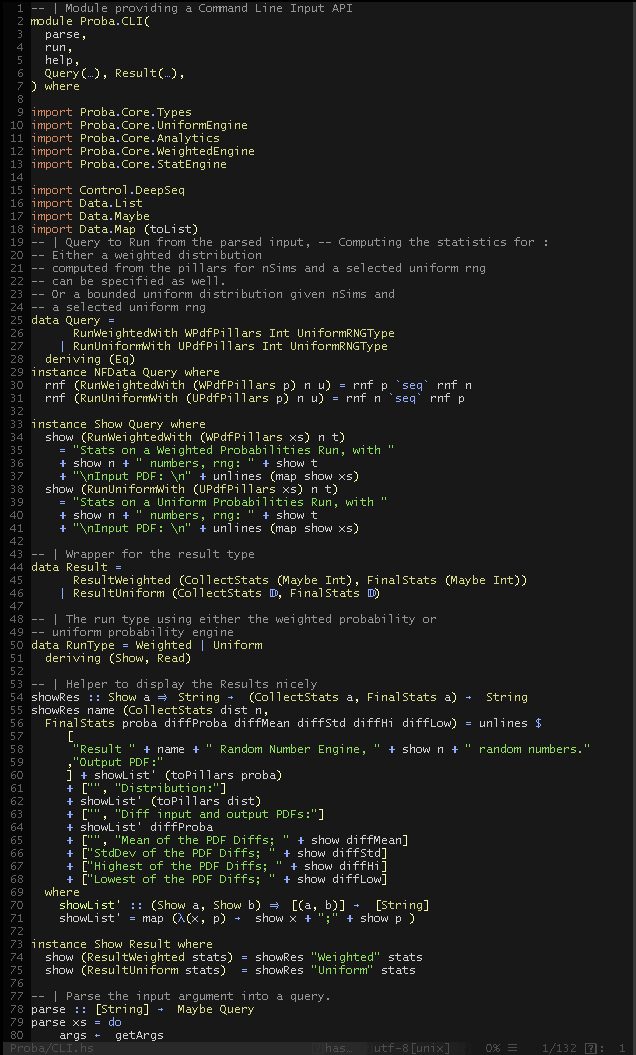 1 -- | Module providing a Command Line Input API
2 module Proba.CLI(
3   parse,
4   run,
5   help,
6   Query(…), Result(…),
7 ) where
8
9 import Proba.Core.Types
10 import Proba.Core.UniformEngine
11 import Proba.Core.Analytics
12 import Proba.Core.WeightedEngine
13 import Proba.Core.StatEngine
14
15 import Control.DeepSeq
16 import Data.List
17 import Data.Maybe
18 import Data.Map (toList)
19 -- | Query to Run from the parsed input, -- Computing the statistics for :
20 -- Either a weighted distribution
21 -- computed from the pillars for nSims and a selected uniform rng
22 -- can be specified as well.
23 -- Or a bounded uniform distribution given nSims and
24 -- a selected uniform rng
25 data Query =
26       RunWeightedWith WPdfPillars Int UniformRNGType
27     | RunUniformWith UPdfPillars Int UniformRNGType
28   deriving (Eq)
29 instance NFData Query where
30   rnf (RunWeightedWith (WPdfPillars p) n u) = rnf p `seq` rnf n
31   rnf (RunUniformWith (UPdfPillars p) n u) = rnf n `seq` rnf p
32
33 instance Show Query where
34   show (RunWeightedWith (WPdfPillars xs) n t)
35     = "Stats on a Weighted Probabilities Run, with "
36     + show n + " numbers, rng: " + show t
37     + "\nInput PDF: \n" + unlines (map show xs)
38   show (RunUniformWith (UPdfPillars xs) n t)
39     = "Stats on a Uniform Probabilities Run, with "
40     + show n + " numbers, rng: " + show t
41     + "\nInput PDF: \n" + unlines (map show xs)
42
43 -- | Wrapper for the result type
44 data Result =
45       ResultWeighted (CollectStats (Maybe Int), FinalStats (Maybe Int))
46     | ResultUniform (CollectStats 𝔻, FinalStats 𝔻)
47
48 -- | The run type using either the weighted probability or
49 -- uniform probability engine
50 data RunType = Weighted | Uniform
51   deriving (Show, Read)
52
53 -- | Helper to display the Results nicely
54 showRes :: Show a ⇒ String → (CollectStats a, FinalStats a) → String
55 showRes name (CollectStats dist n,
56   FinalStats proba diffProba diffMean diffStd diffHi diffLow) = unlines $
57      [
58       "Result " + name + " Random Number Engine, " + show n + " random numbers."
59      ,"Output PDF:"
60      ] + showList' (toPillars proba)
61      + ["", "Distribution:"]
62      + showList' (toPillars dist)
63      + ["", "Diff input and output PDFs:"]
64      + showList' diffProba
65      + ["", "Mean of the PDF Diffs; " + show diffMean]
66      + ["StdDev of the PDF Diffs; " + show diffStd]
67      + ["Highest of the PDF Diffs; " + show diffHi]
68      + ["Lowest of the PDF Diffs; " + show diffLow]
69   where
70     showList' :: (Show a, Show b) ⇒ [(a, b)] → [String]
71     showList' = map (λ(x, p) → show x + ";" + show p )
72
73 instance Show Result where
74   show (ResultWeighted stats) = showRes "Weighted" stats
75   show (ResultUniform stats)  = showRes "Uniform" stats
76
77 -- | Parse the input argument into a query.
78 parse :: [String] → Maybe Query
79 parse xs = do
80     args ← getArgs
Proba/CLI.hs has… utf-8[unix] 0% ☰ 1/132 : 1